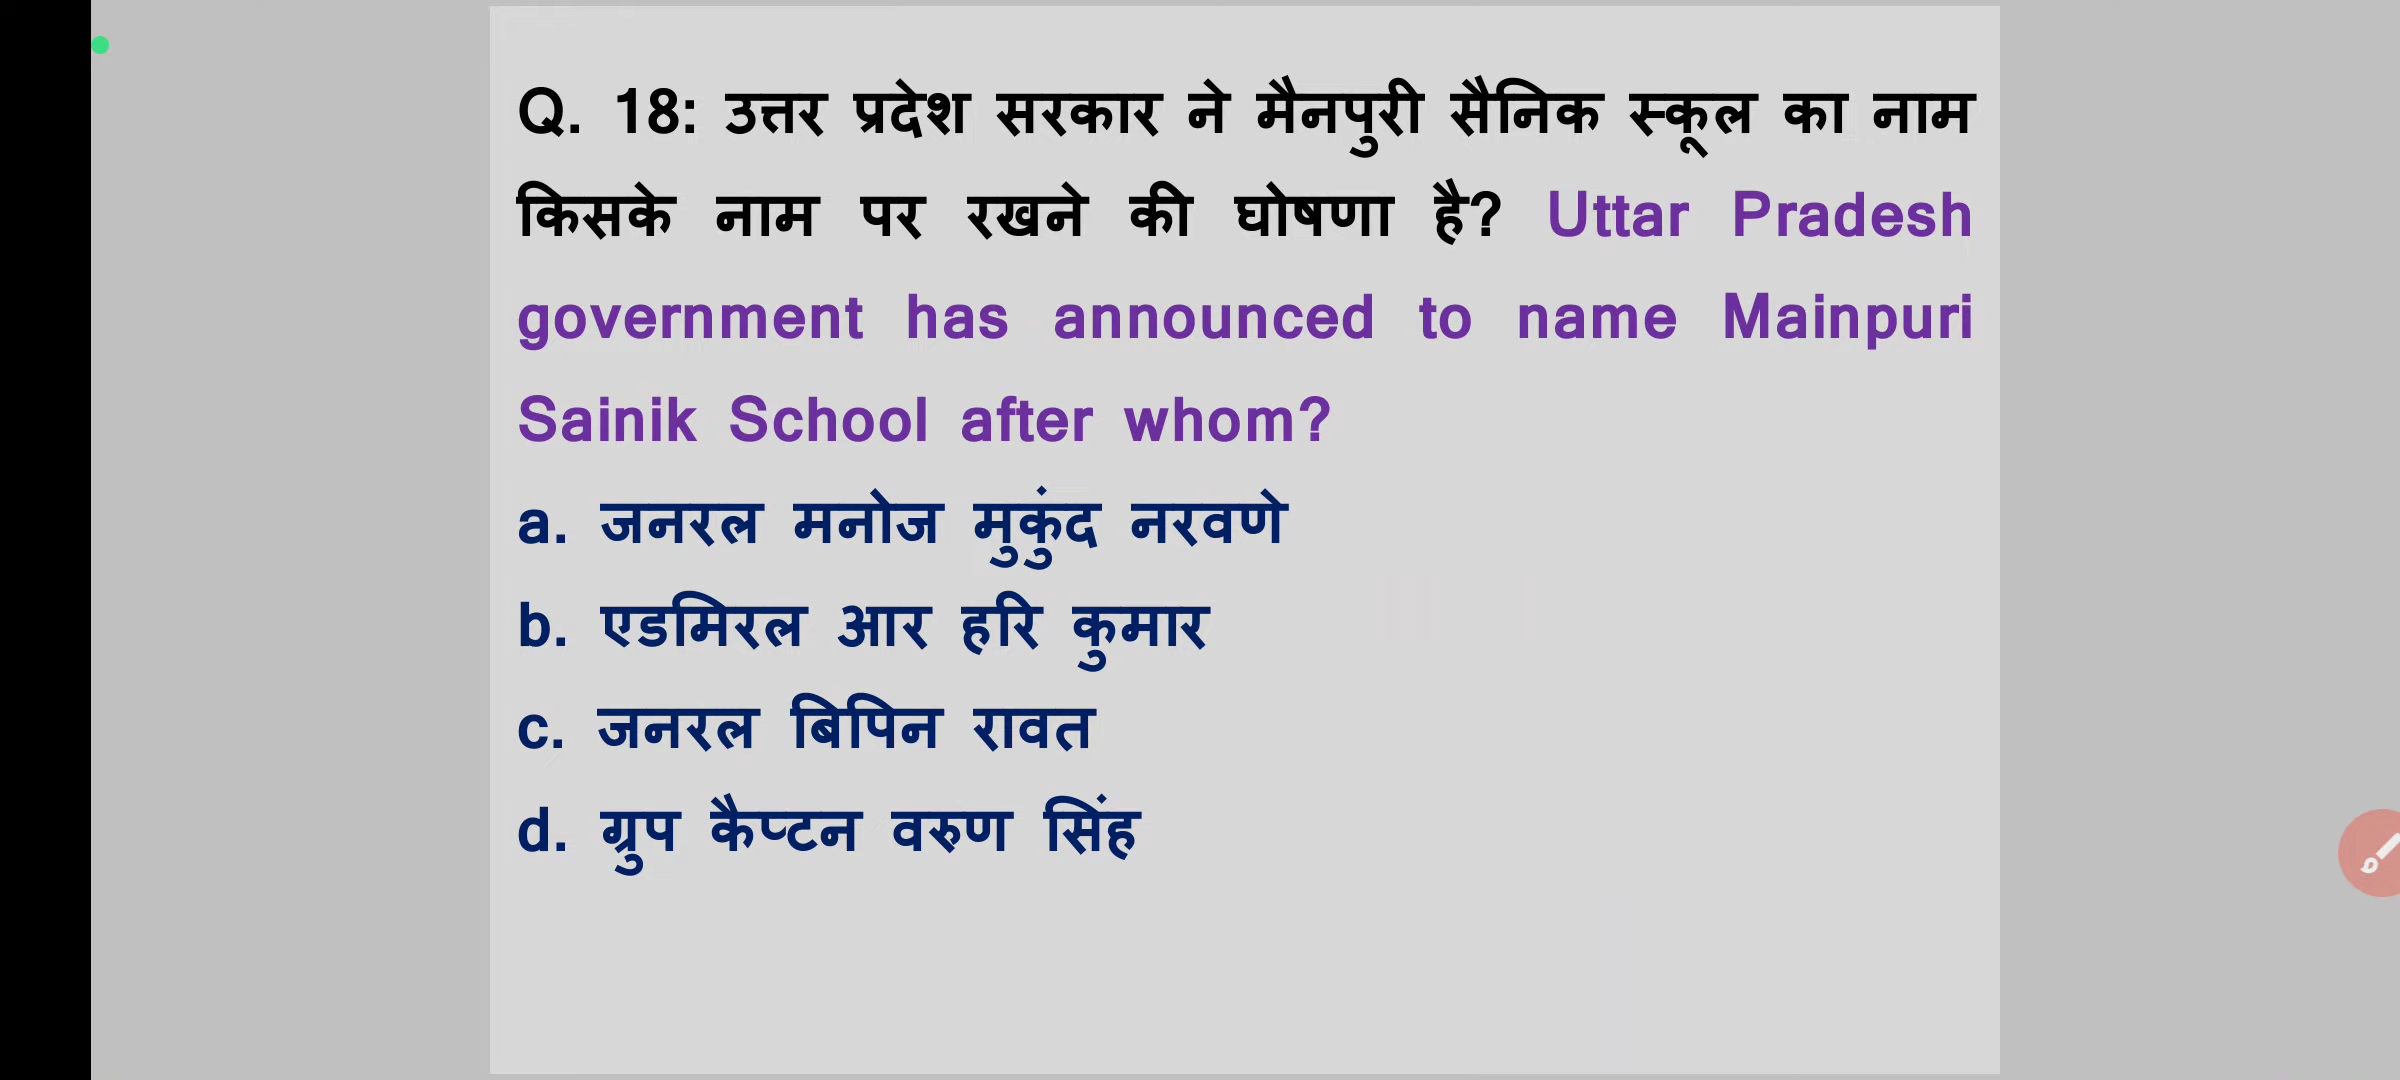 Q. 18: उत्तर प्रदेश सरकार ने मैनपुरी सैनिक स्कूल का नाम
किसके नाम पर रखने की घोषणा है? Uttar Pradesh
government has announced to name Mainpuri
Sainik School after whom?
a. जनरल मनोज मुकुंद नरवणे
b. एडमिरल आर हरि कुमार
c. जनरल बिपिन रावत
d. ग्रुप कैप्टन वरुण सिंह